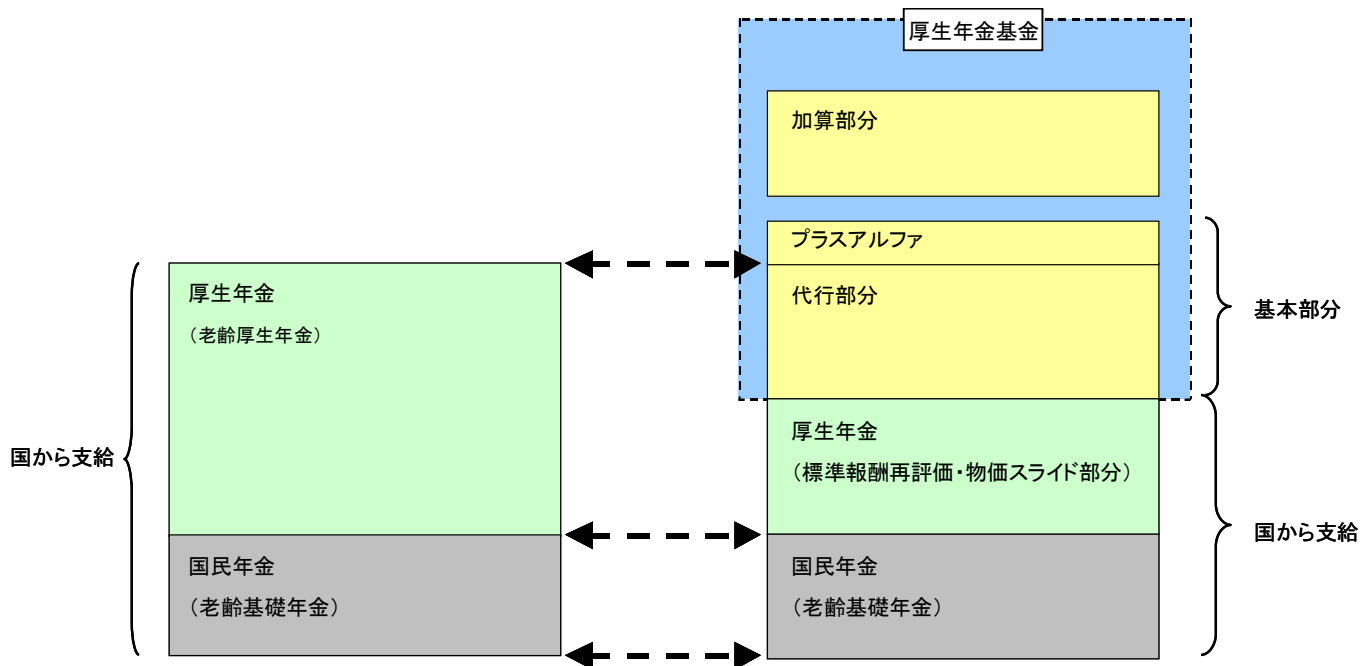 厚生年金基金
加算部分
プラスアルファ
代行部分
基本部分
厚生年金
（老齢厚生年金）
国から支給
厚生年金
（標準報酬再評価・物価スライド部分）
国から支給
国民年金
（老齢基礎年金）
国民年金
（老齢基礎年金）